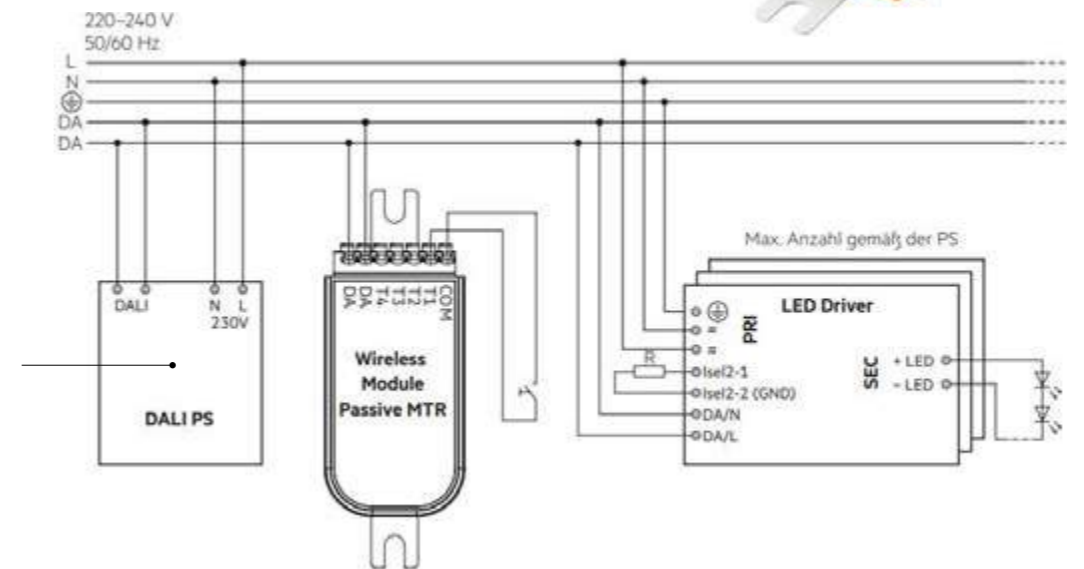 220–240 V
50/60 Hz
L
N
DA
DA
Max. Anzahl gemäß der PS
DALI
N L
230V
DALI PS
DA
DA
T4
T3
T2
T1
COM
Wireless
Module
Passive MTR
LED Driver
PRI
=
=
R
Isel2-1
Isel2-2 (GND)
DA/N
DA/L
SEC
+ LED
- LED